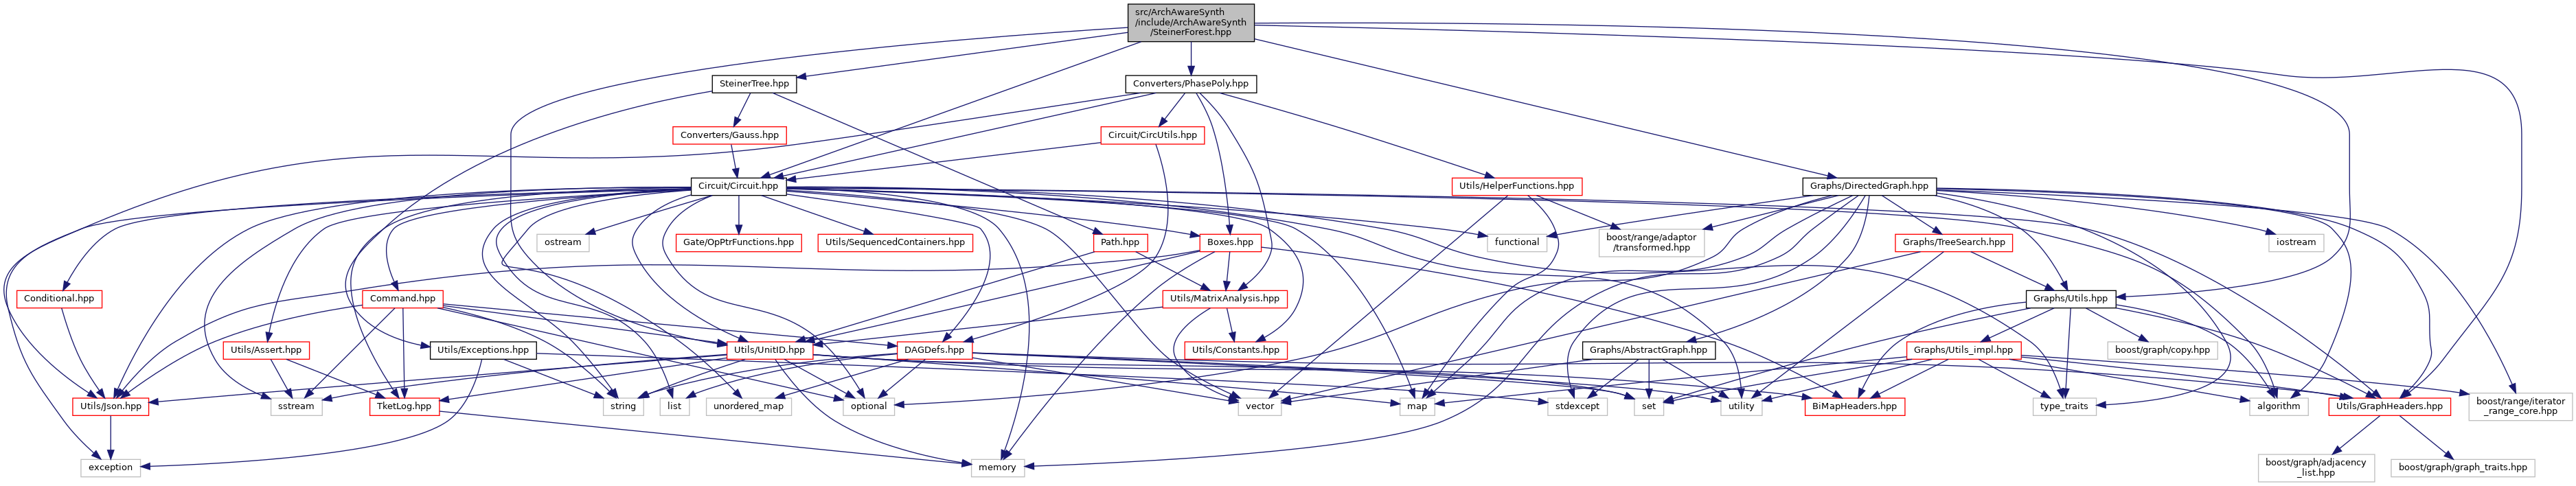 src/ArchAwareSynth
/include/ArchAwareSynth
/SteinerForest.hpp
SteinerTree.hpp
Converters/PhasePoly.hpp
Converters/Gauss.hpp
Circuit/CircUtils.hpp
Circuit/Circuit.hpp
Utils/HelperFunctions.hpp
Graphs/DirectedGraph.hpp
ostream
Gate/OpPtrFunctions.hpp
Utils/SequencedContainers.hpp
Path.hpp
Boxes.hpp
functional
boost/range/adaptor
/transformed.hpp
Graphs/TreeSearch.hpp
iostream
Conditional.hpp
Command.hpp
Utils/MatrixAnalysis.hpp
Graphs/Utils.hpp
Utils/Assert.hpp
Utils/Exceptions.hpp
Utils/UnitID.hpp
DAGDefs.hpp
Utils/Constants.hpp
Graphs/AbstractGraph.hpp
Graphs/Utils_impl.hpp
boost/graph/copy.hpp
Utils/Json.hpp
sstream
TketLog.hpp
string
list
unordered_map
optional
vector
map
stdexcept
set
utility
BiMapHeaders.hpp
type_traits
algorithm
Utils/GraphHeaders.hpp
boost/range/iterator
_range_core.hpp
exception
memory
boost/graph/adjacency
_list.hpp
boost/graph/graph_traits.hpp